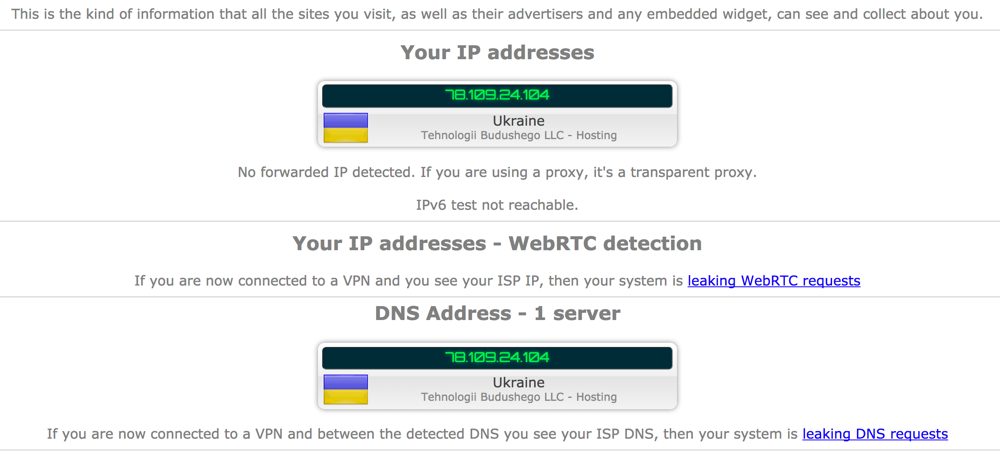 This is the kind of information that all the sites you visit, as well as their advertisers and any embedded widget, can see and collect about you.
Your IP addresses
78.109.24.104
Ukraine
Tehnologii Budushego LLC - Hosting
No forwarded IP detected. If you are using a proxy, it's a transparent proxy.
IPv6 test not reachable.
Your IP addresses - WebRTC detection
If you are now connected to a VPN and you see your ISP IP, then your system is leaking WebRTC requests
DNS Address - 1 server
78.109.24.104
Ukraine
Tehnologii Budushego LLC - Hosting
If you are now connected to a VPN and between the detected DNS you see your ISP DNS, then your system is leaking DNS requests